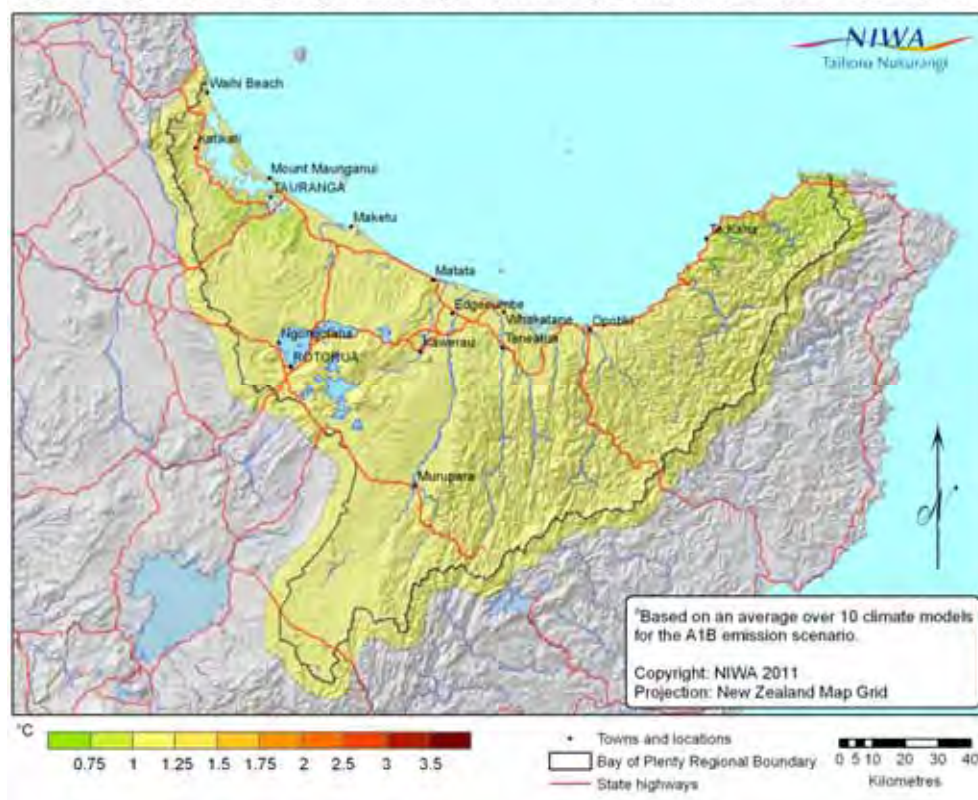 NIWA
Taihoro Nukurangi
Waihi Beach
Katikati
Mount Maunganui
TAURANGA
Maketu
Te Kaha
Matata
Edgecumbe
Whakatane
Opotiki
Ngongotaha
Kawerau
Taneatua
ROTORUA
Murupara
°Based on an average over 10 climate models
for the A1B emission scenario.
Copyright: NIWA 2011
Projection: New Zealand Map Grid
°C
0.75 1 1.25 1.5 1.75 2 2.5 3 3.5
Towns and locations
Bay of Plenty Regional Boundary
State highways
0 5 10 20 30 40
Kilometres